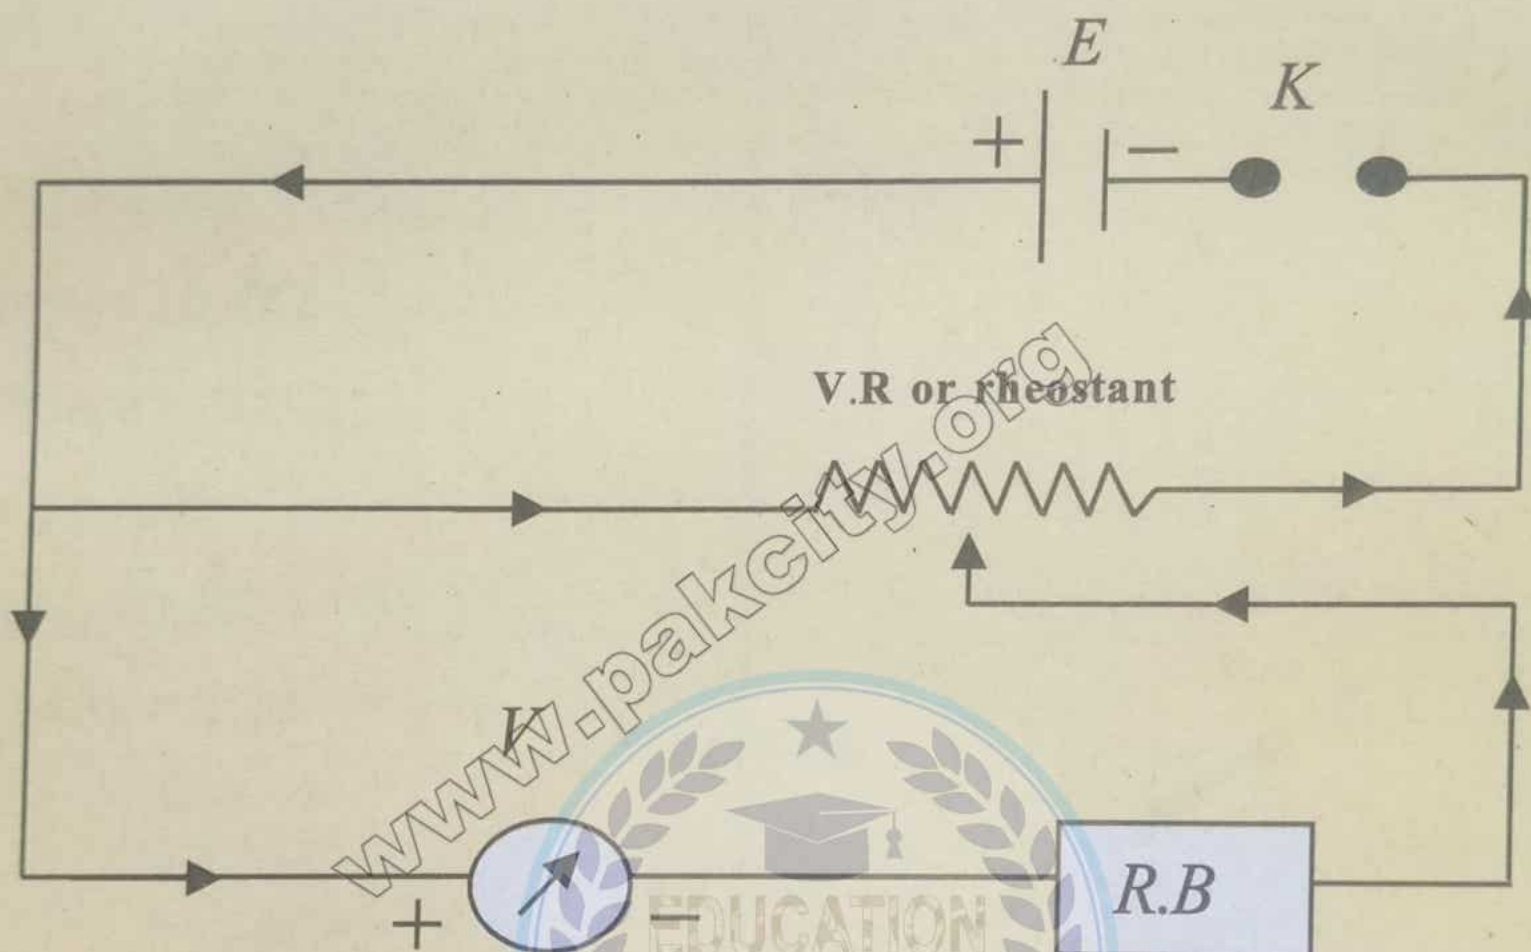 E
K
+ −
V.R or rheostant
www.pakcity.org
V
R.B
+ −
EDUCATION